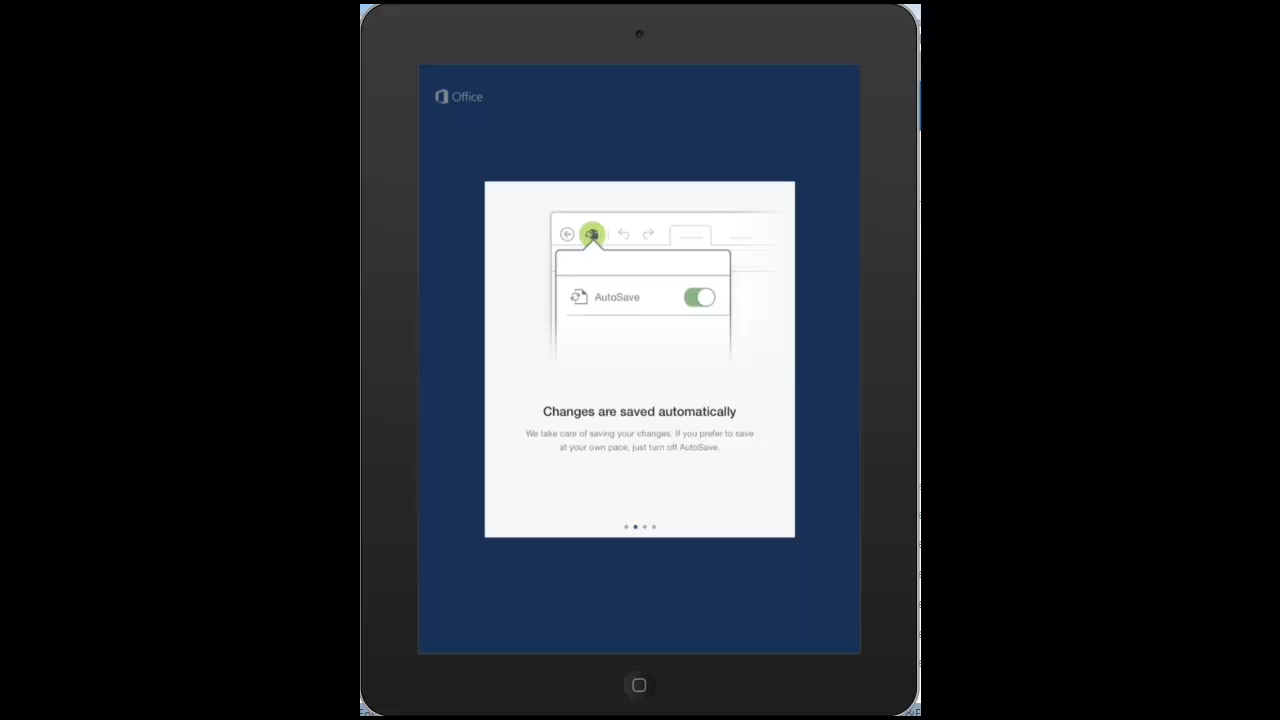 Office
AutoSave
Changes are saved automatically
We take care of saving your changes. If you prefer to save
at your own pace, just turn off AutoSave.